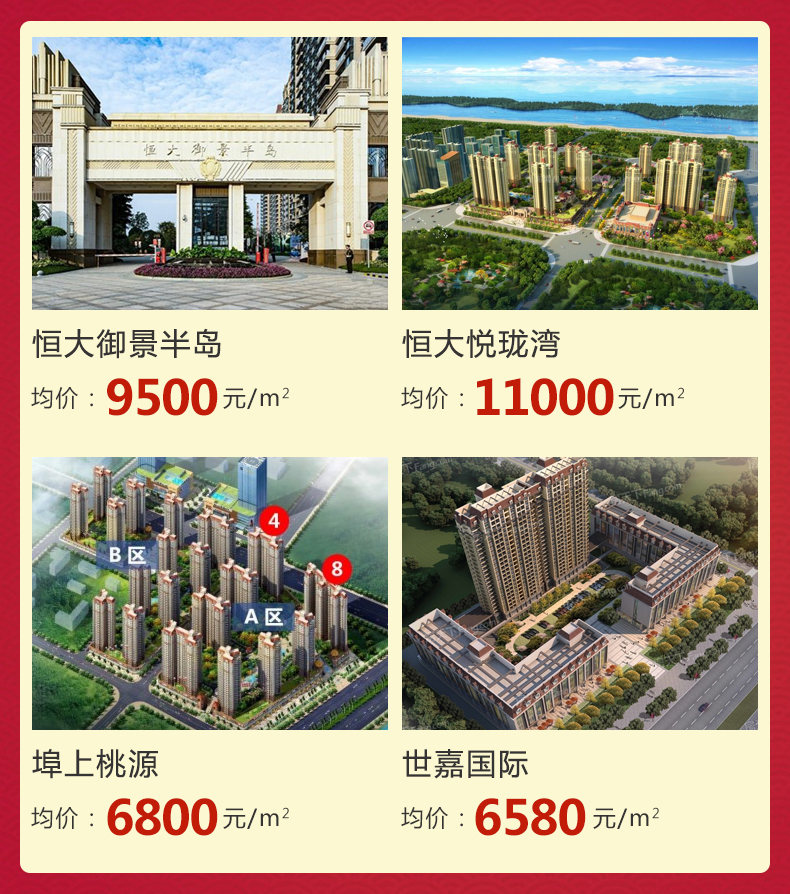 恒大御景半岛
恒大御景半岛
均价：9500元/m²
恒大悦珑湾
均价：11000元/m²
4
8
B 区
A 区
埠上桃源
均价：6800元/m²
世嘉国际
均价：6580元/m²